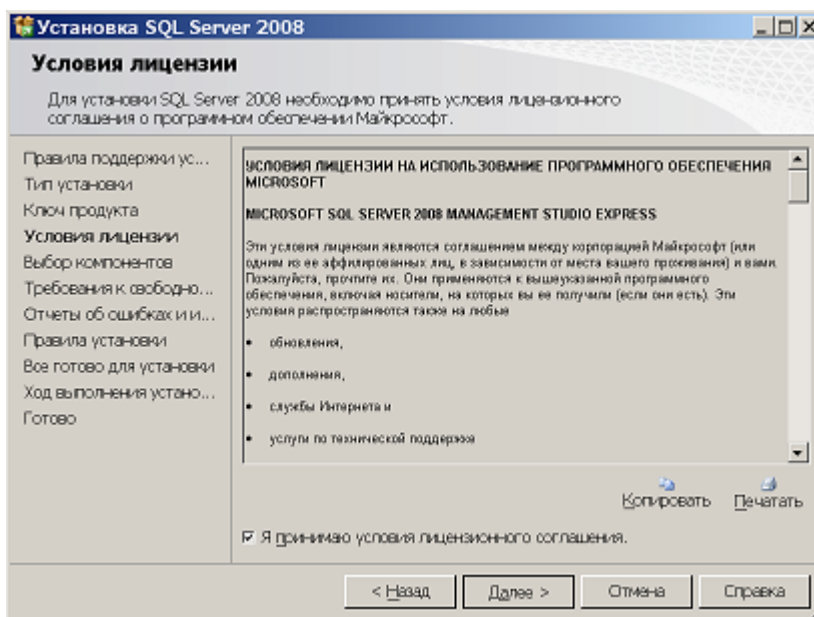 Установка SQL Server 2008
Условия лицензии
Для установки SQL Server 2008 необходимо принять условия лицензионного
соглашения о программном обеспечении Майкрософт.
Правила поддержки ус...
Тип установки
Ключ продукта
Условия лицензии
Выбор компонентов
Требования к свободно...
Отчеты об ошибках и и...
Правила установки
Все готово для установки
Ход выполнения устано...
Готово
УСЛОВИЯ ЛИЦЕНЗИИ НА ИСПОЛЬЗОВАНИЕ ПРОГРАММНОГО ОБЕСПЕЧЕНИЯ
MICROSOFT
MICROSOFT SQL SERVER 2008 MANAGEMENT STUDIO EXPRESS
Эти условия лицензии являются соглашением между корпорацией Майкрософт (или
одним из ее аффилированных лиц, в зависимости от места вашего проживания) и вами.
Пожалуйста, прочтите их. Они применяются к вышеуказанной программного
обеспечения, включая носители, на которых вы ее получили (если они есть). Эти
условия распространяются также на любые
• обновления,
• дополнения,
• службы Интернета и
• услуги по технической поддержке
Копировать Печатать
Я принимаю условия лицензионного соглашения.
< Назад Далее > Отмена Справка